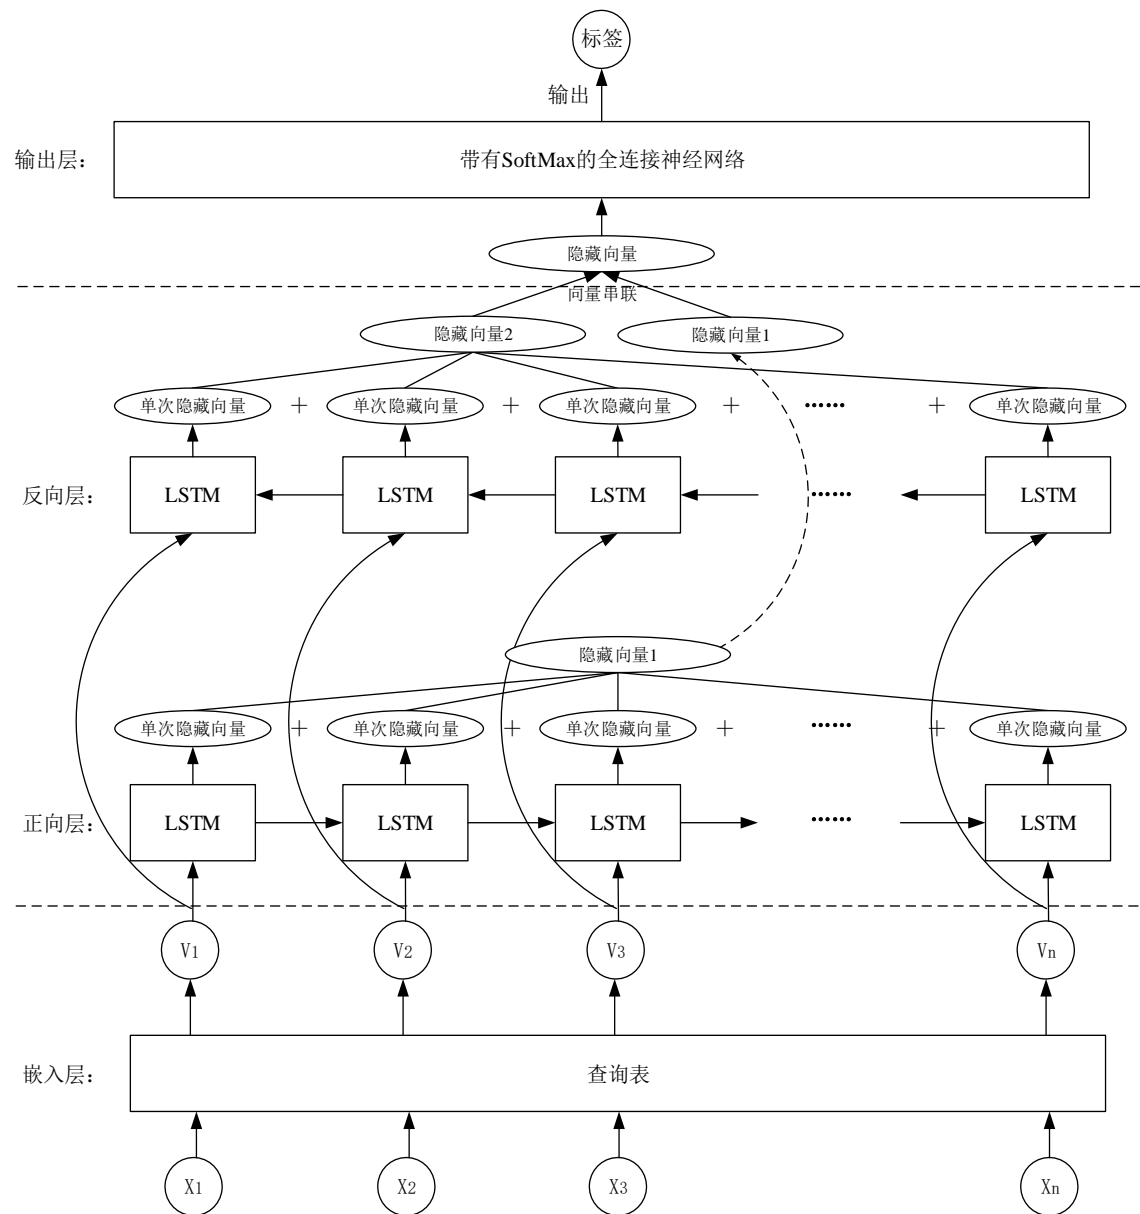 标签
输出
输出层： 带有SoftMax的全连接神经网络
隐藏向量
向量串联
隐藏向量2 隐藏向量1
单次隐藏向量 + 单次隐藏向量 + 单次隐藏向量 + …… + 单次隐藏向量
反向层： LSTM LSTM LSTM …… LSTM
隐藏向量1
单次隐藏向量 + 单次隐藏向量 + 单次隐藏向量 + …… + 单次隐藏向量
正向层： LSTM LSTM LSTM …… LSTM
V1 V2 V3 Vn
嵌入层： 查询表
X1 X2 X3 Xn